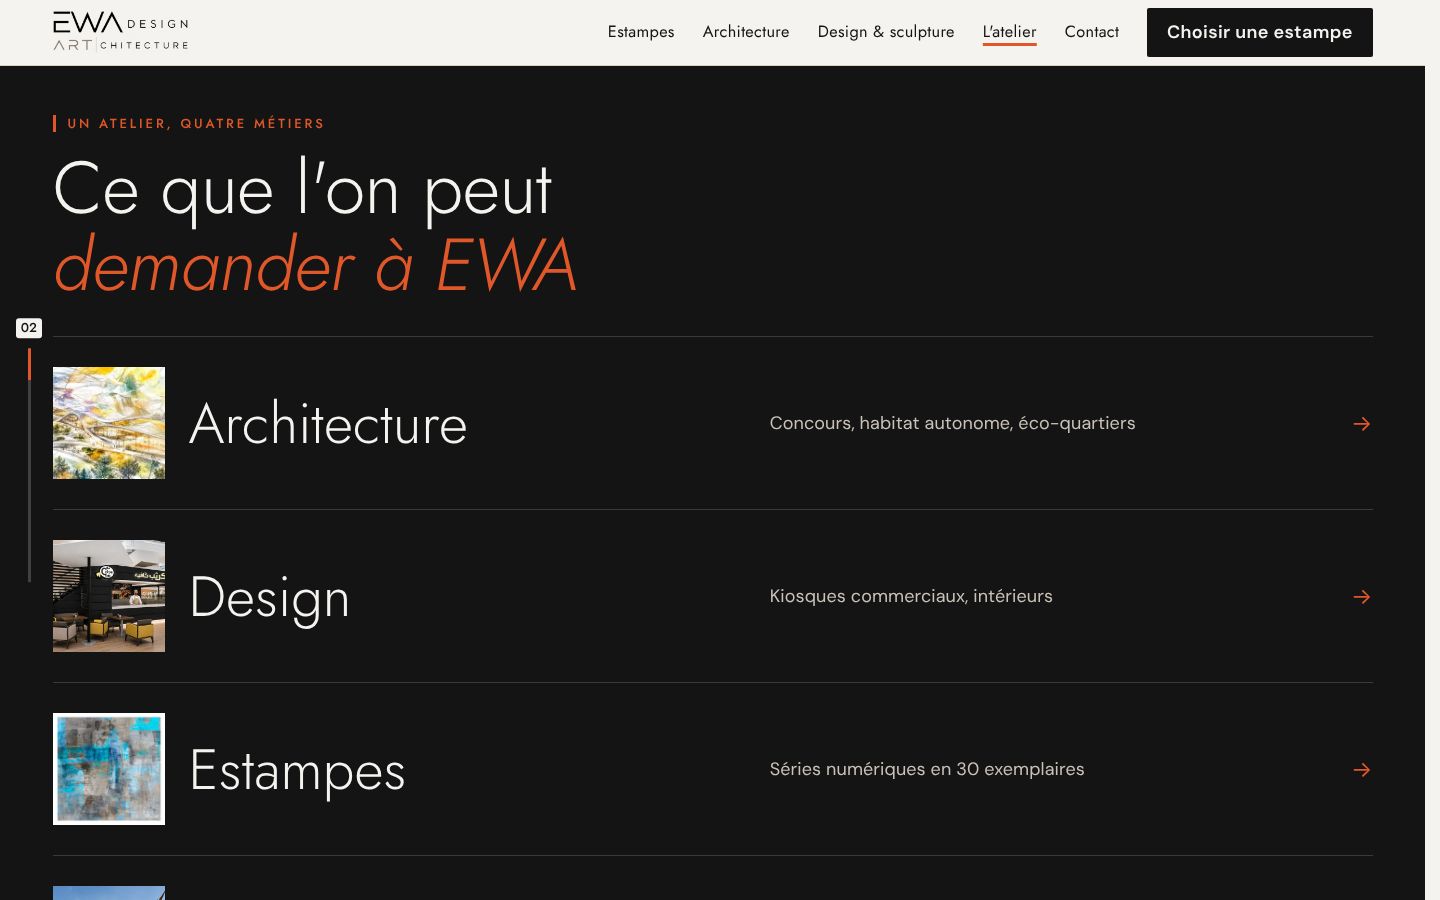 EWA DESIGN
ART CHITECTURE
Estampes Architecture Design & sculpture L'atelier Contact Choisir une estampe
UN ATELIER, QUATRE MÉTIERS
Ce que l'on peut
demander à EWA
02
Architecture Concours, habitat autonome, éco-quartiers →
Design Kiosques commerciaux, intérieurs →
Estampes Séries numériques en 30 exemplaires →